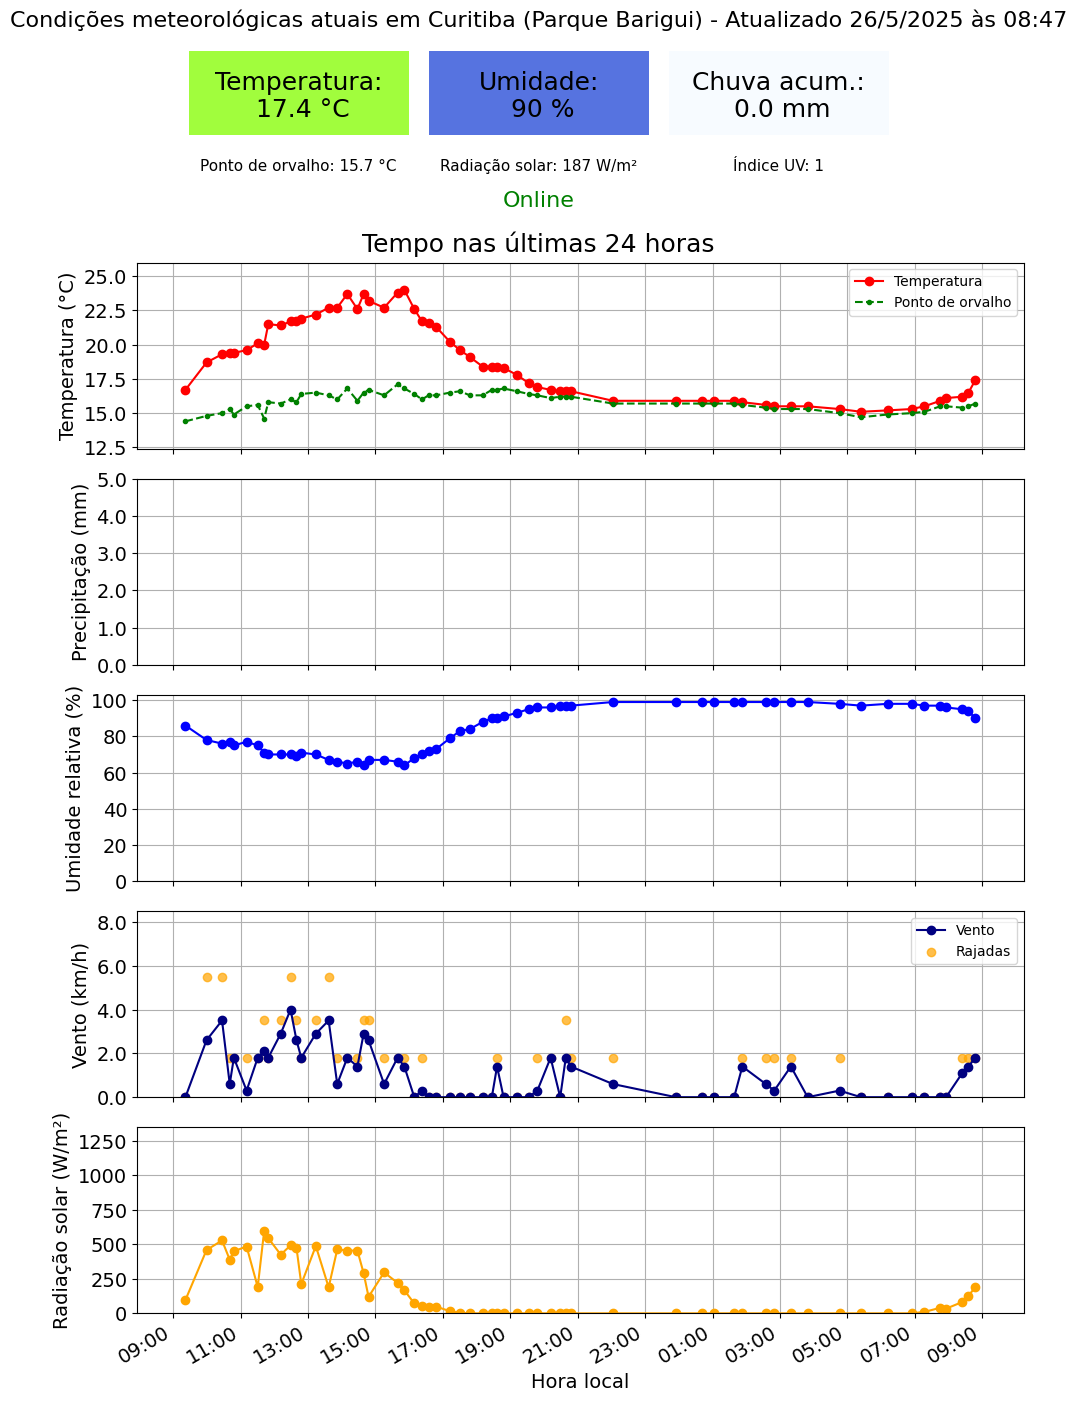 Condições meteorológicas atuais em Curitiba (Parque Barigui) - Atualizado 26/5/2025 às 08:47
Temperatura:
17.4 °C
Umidade:
90 %
Chuva acum.:
0.0 mm
Ponto de orvalho: 15.7 °C
Radiação solar: 187 W/m²
Índice UV: 1
Online
Tempo nas últimas 24 horas
Temperatura (°C)
25.0
22.5
20.0
17.5
15.0
12.5
Temperatura
Ponto de orvalho
Precipitação (mm)
5.0
4.0
3.0
2.0
1.0
0.0
Umidade relativa (%)
100
80
60
40
20
0
Vento (km/h)
8.0
6.0
4.0
2.0
0.0
Vento
Rajadas
Radiação solar (W/m²)
1250
1000
750
500
250
0
09:00 11:00 13:00 15:00 17:00 19:00 21:00 23:00 01:00 03:00 05:00 07:00 09:00
Hora local